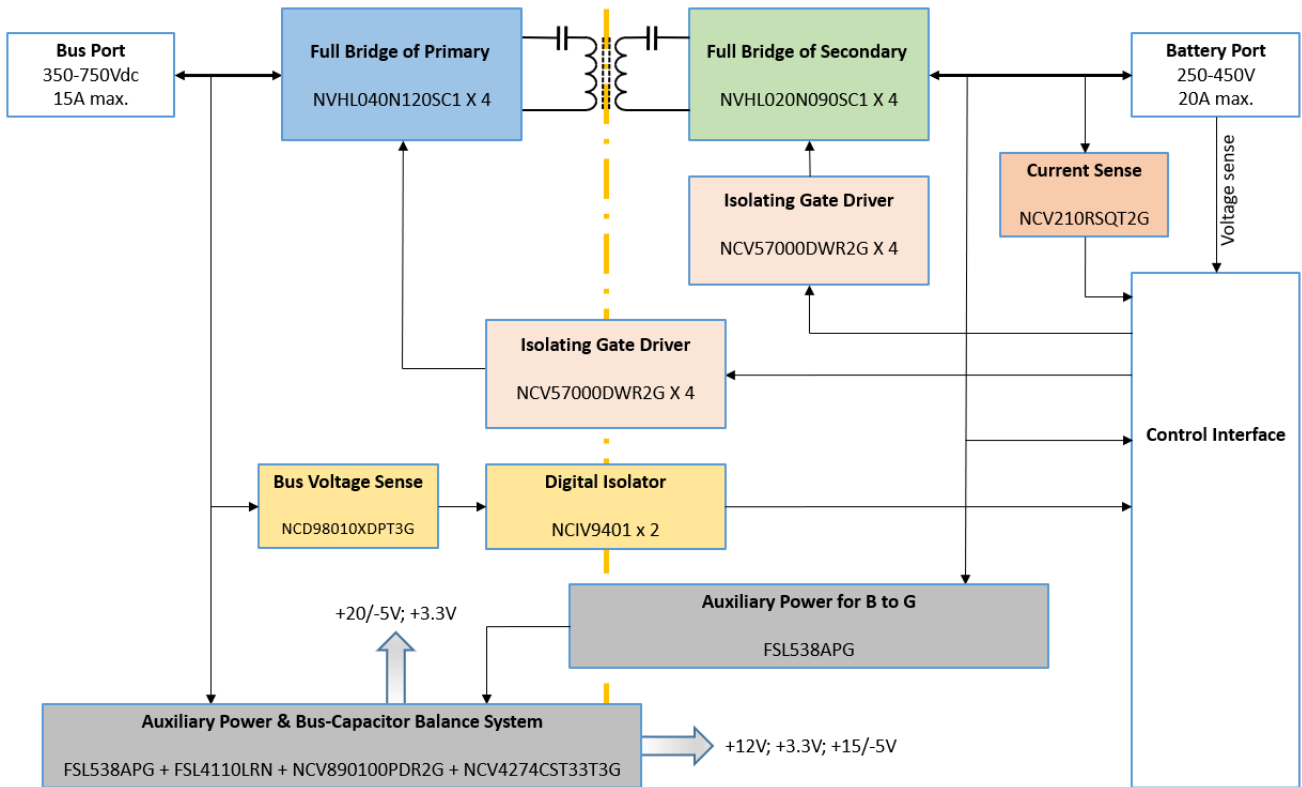 Bus Port
350-750Vdc
15A max.
Full Bridge of Primary
NVHL040N120SC1 X 4
Full Bridge of Secondary
NVHL020N090SC1 X 4
Battery Port
250-450V
20A max.
Voltage sense
Current Sense
NCV210RSQT2G
Isolating Gate Driver
NCV57000DWR2G X 4
Isolating Gate Driver
NCV57000DWR2G X 4
Control Interface
Bus Voltage Sense
NCD98010XDPT3G
Digital Isolator
NCIV9401 x 2
Auxiliary Power for B to G
FSL538APG
+20/-5V; +3.3V
Auxiliary Power & Bus-Capacitor Balance System
FSL538APG + FSL4110LRN + NCV890100PDR2G + NCV4274CST33T3G
+12V; +3.3V; +15/-5V